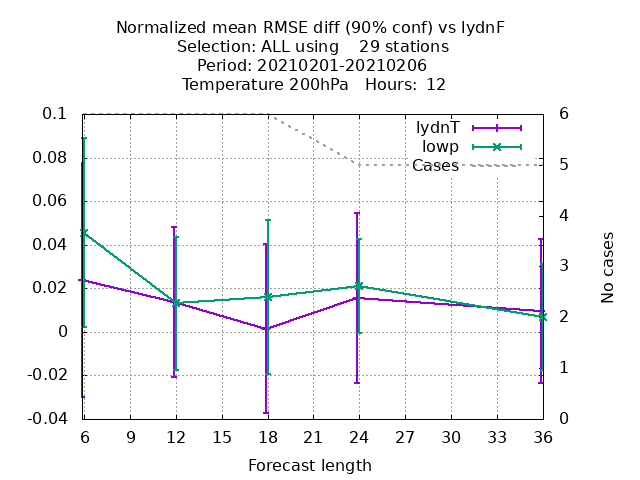 Normalized mean RMSE diff (90% conf) vs lydnF
Selection: ALL using    29 stations
Period: 20210201-20210206
Temperature 200hPa   Hours:  12
0.1
0.08
0.06
0.04
0.02
0
-0.02
-0.04
6
5
4
3
2
1
0
lydnT
lowp
Cases
No cases
6 9 12 15 18 21 24 27 30 33 36
Forecast length